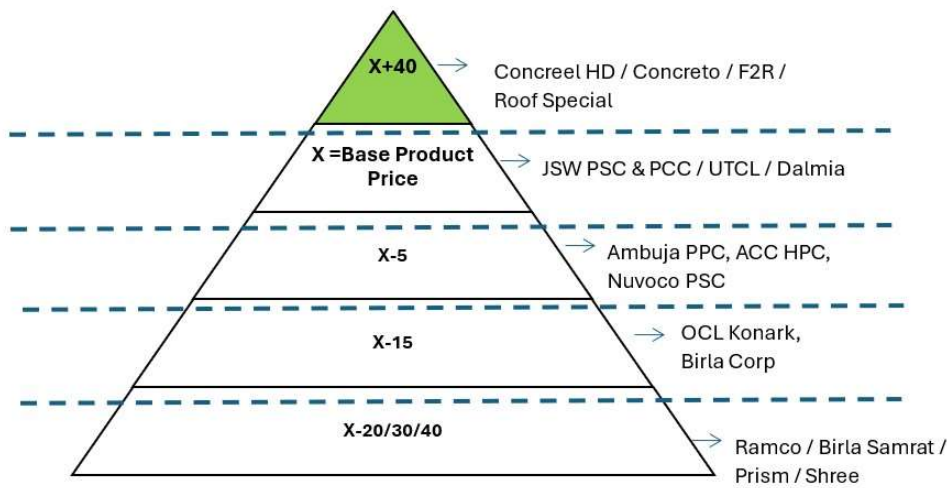 X+40
Concreel HD / Concreto / F2R /
Roof Special
X =Base Product
Price
JSW PSC & PCC / UTCL / Dalmia
X-5
Ambuja PPC, ACC HPC,
Nuvoco PSC
X-15
OCL Konark,
Birla Corp
X-20/30/40
Ramco / Birla Samrat /
Prism / Shree